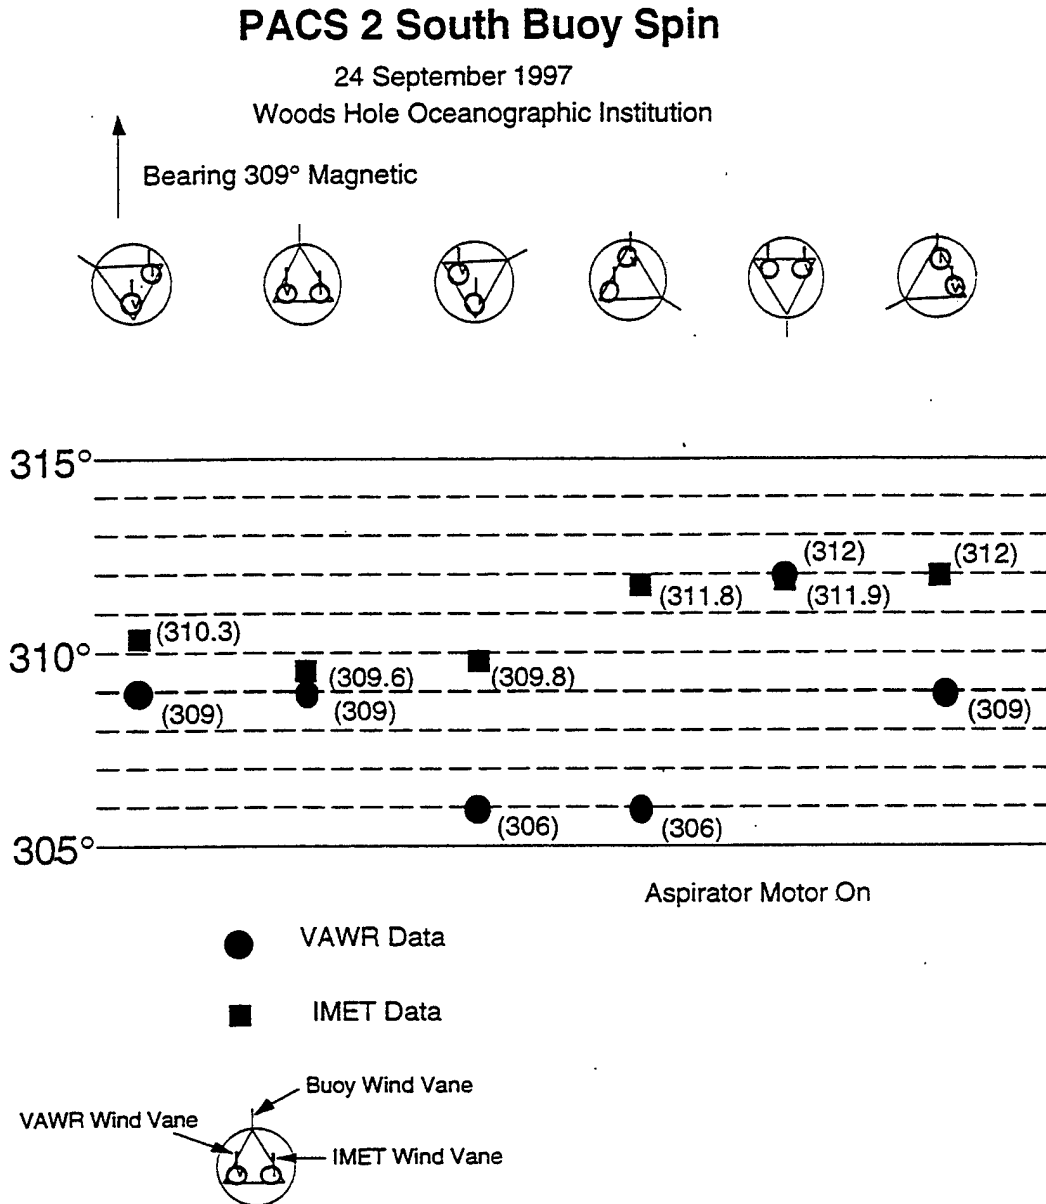 PACS 2 South Buoy Spin
24 September 1997
Woods Hole Oceanographic Institution
Bearing 309° Magnetic
315°
(312)
(312)
(311.8)
(311.9)
(310.3)
310°
(309.6)
(309.8)
(309)
(309)
(309)
(306)
(306)
305°
Aspirator Motor On
VAWR Data
IMET Data
Buoy Wind Vane
VAWR Wind Vane
IMET Wind Vane